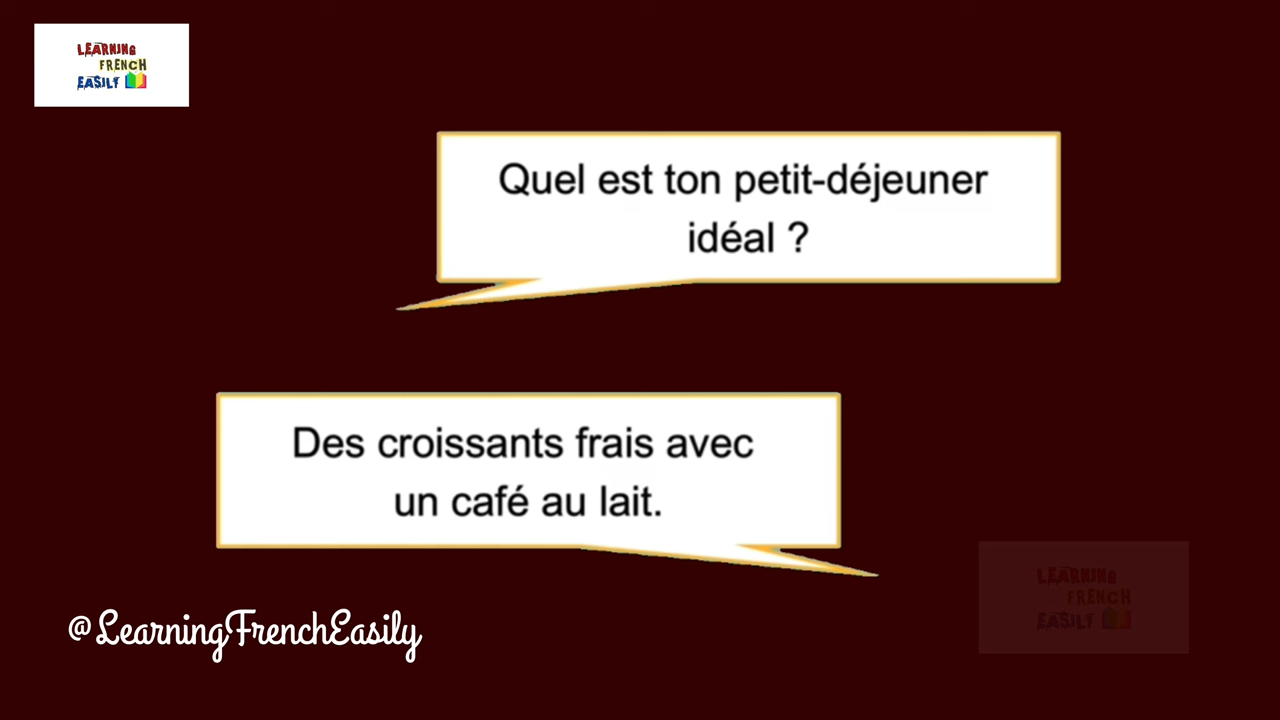 LEARNING
FRENCH
EASILY
Quel est ton petit-déjeuner
idéal ?
Des croissants frais avec
un café au lait.
LEARNING
FRENCH
EASILY
@LearningFrenchEasily